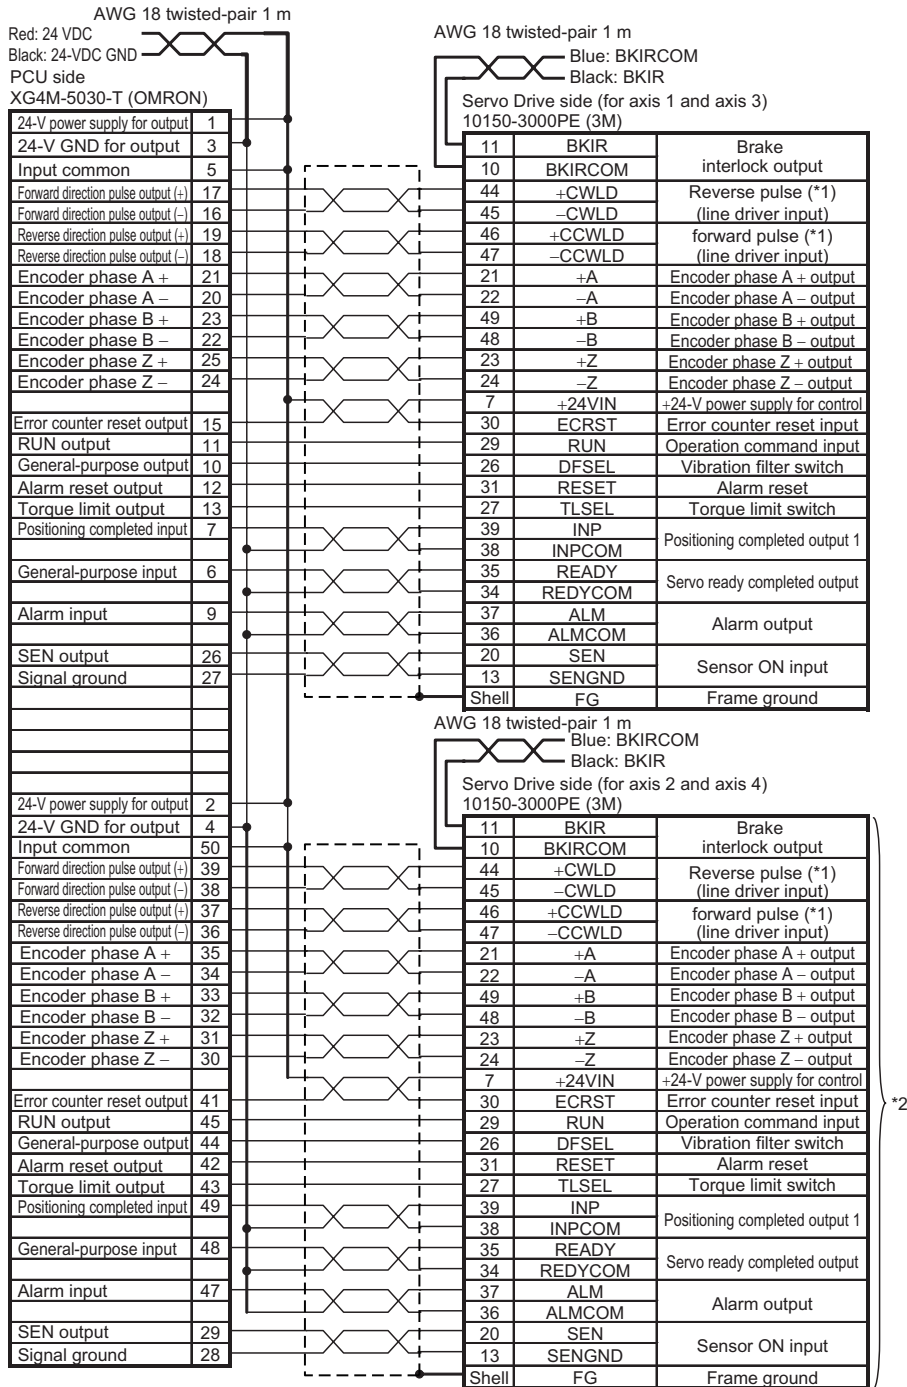 AWG 18 twisted-pair 1 m
Red: 24 VDC
Black: 24-VDC GND
PCU side
XG4M-5030-T (OMRON)
24-V power supply for output 1
24-V GND for output 3
Input common 5
Forward direction pulse output (+) 17
Forward direction pulse output (−) 16
Reverse direction pulse output (+) 19
Reverse direction pulse output (−) 18
Encoder phase A + 21
Encoder phase A − 20
Encoder phase B + 23
Encoder phase B − 22
Encoder phase Z + 25
Encoder phase Z − 24
Error counter reset output 15
RUN output 11
General-purpose output 10
Alarm reset output 12
Torque limit output 13
Positioning completed input 7
General-purpose input 6
Alarm input 9
SEN output 26
Signal ground 27
AWG 18 twisted-pair 1 m
Blue: BKIRCOM
Black: BKIR
Servo Drive side (for axis 1 and axis 3)
10150-3000PE (3M)
11 BKIR Brake
10 BKIRCOM interlock output
44 +CWLD Reverse pulse (*1)
45 −CWLD (line driver input)
46 +CCWLD forward pulse (*1)
47 −CCWLD (line driver input)
21 +A Encoder phase A + output
22 −A Encoder phase A − output
49 +B Encoder phase B + output
48 −B Encoder phase B − output
23 +Z Encoder phase Z + output
24 −Z Encoder phase Z − output
7 +24VIN +24-V power supply for control
30 ECRST Error counter reset input
29 RUN Operation command input
26 DFSEL Vibration filter switch
31 RESET Alarm reset
27 TLSEL Torque limit switch
39 INP Positioning completed output 1
38 INPCOM
35 READY Servo ready completed output
34 REDYCOM
37 ALM Alarm output
36 ALMCOM
20 SEN Sensor ON input
13 SENGND
Shell FG Frame ground
24-V power supply for output 2
24-V GND for output 4
Input common 50
Forward direction pulse output (+) 39
Forward direction pulse output (−) 38
Reverse direction pulse output (+) 37
Reverse direction pulse output (−) 36
Encoder phase A + 35
Encoder phase A − 34
Encoder phase B + 33
Encoder phase B − 32
Encoder phase Z + 31
Encoder phase Z − 30
Error counter reset output 41
RUN output 45
General-purpose output 44
Alarm reset output 42
Torque limit output 43
Positioning completed input 49
General-purpose input 48
Alarm input 47
SEN output 29
Signal ground 28
AWG 18 twisted-pair 1 m
Blue: BKIRCOM
Black: BKIR
Servo Drive side (for axis 2 and axis 4)
10150-3000PE (3M)
11 BKIR Brake
10 BKIRCOM interlock output
44 +CWLD Reverse pulse (*1)
45 −CWLD (line driver input)
46 +CCWLD forward pulse (*1)
47 −CCWLD (line driver input)
21 +A Encoder phase A + output
22 −A Encoder phase A − output
49 +B Encoder phase B + output
48 −B Encoder phase B − output
23 +Z Encoder phase Z + output
24 −Z Encoder phase Z − output
7 +24VIN +24-V power supply for control
30 ECRST Error counter reset input
29 RUN Operation command input
26 DFSEL Vibration filter switch
31 RESET Alarm reset
27 TLSEL Torque limit switch
39 INP Positioning completed output 1
38 INPCOM
35 READY Servo ready completed output
34 REDYCOM
37 ALM Alarm output
36 ALMCOM
20 SEN Sensor ON input
13 SENGND
Shell FG Frame ground
*2